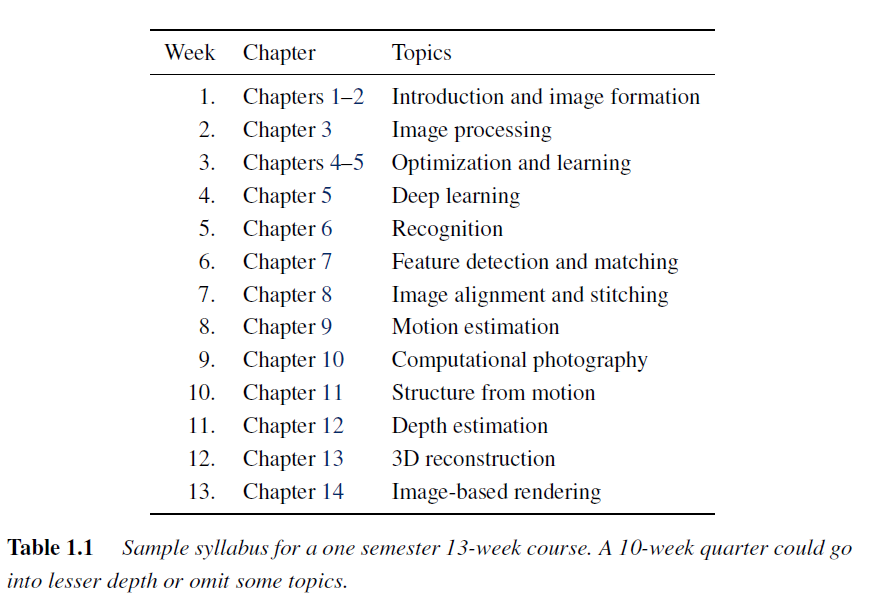 Week Chapter Topics
1. Chapters 1–2 Introduction and image formation
2. Chapter 3 Image processing
3. Chapters 4–5 Optimization and learning
4. Chapter 5 Deep learning
5. Chapter 6 Recognition
6. Chapter 7 Feature detection and matching
7. Chapter 8 Image alignment and stitching
8. Chapter 9 Motion estimation
9. Chapter 10 Computational photography
10. Chapter 11 Structure from motion
11. Chapter 12 Depth estimation
12. Chapter 13 3D reconstruction
13. Chapter 14 Image-based rendering
Table 1.1 Sample syllabus for a one semester 13-week course. A 10-week quarter could go
into lesser depth or omit some topics.